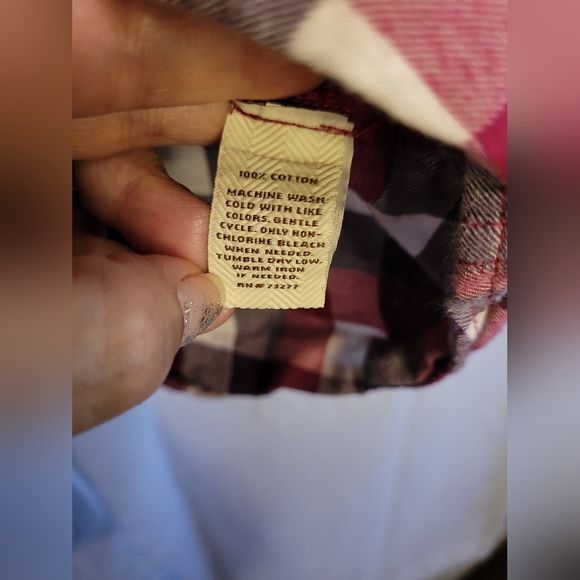 100% COTTON
MACHINE WASH
COLD WITH LIKE
COLORS, GENTLE
CYCLE. ONLY NON-
CHLORINE BLEACH
WHEN NEEDED.
TUMBLE DRY LOW.
WARM IRON
IF NEEDED.
RN# 73277